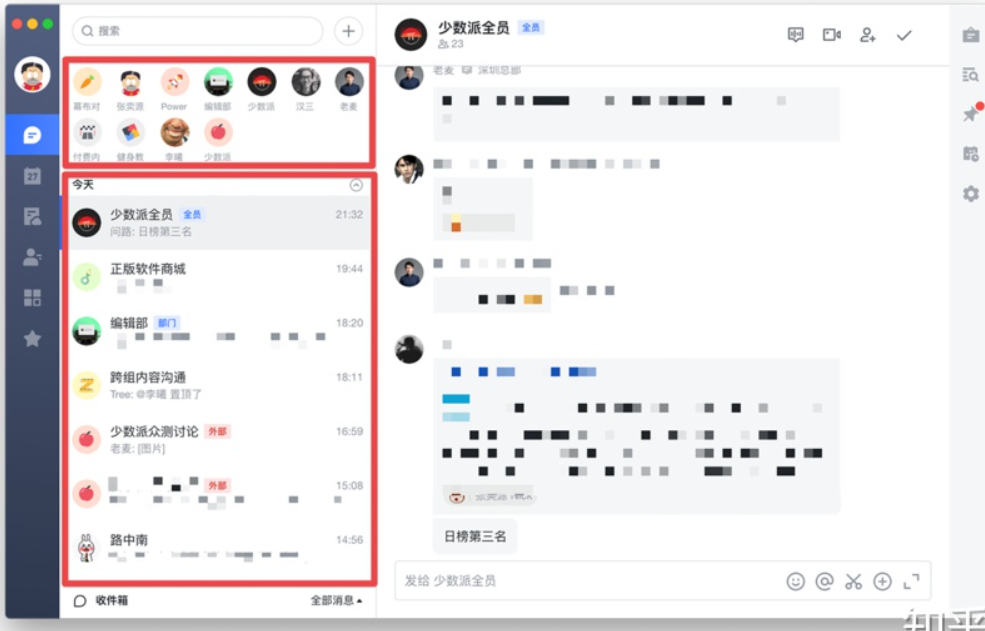 搜索
少数派全员 全员
23
老麦 深圳总部
幕布对 张奕源 Power 编辑部 少数派 汉三 老麦
付费内 健身教 李曦 少数派
27
今天
少数派全员 全员 21:32
问路: 日榜第三名
正版软件商城 19:44
编辑部 部门 18:20
跨组内容沟通 18:11
Tree: @李曦 置顶了
少数派众测讨论 外部 16:59
老麦: [图片]
外部 15:08
路中南 14:56
日榜第三名
发给 少数派全员
收件箱 全部消息
知乎